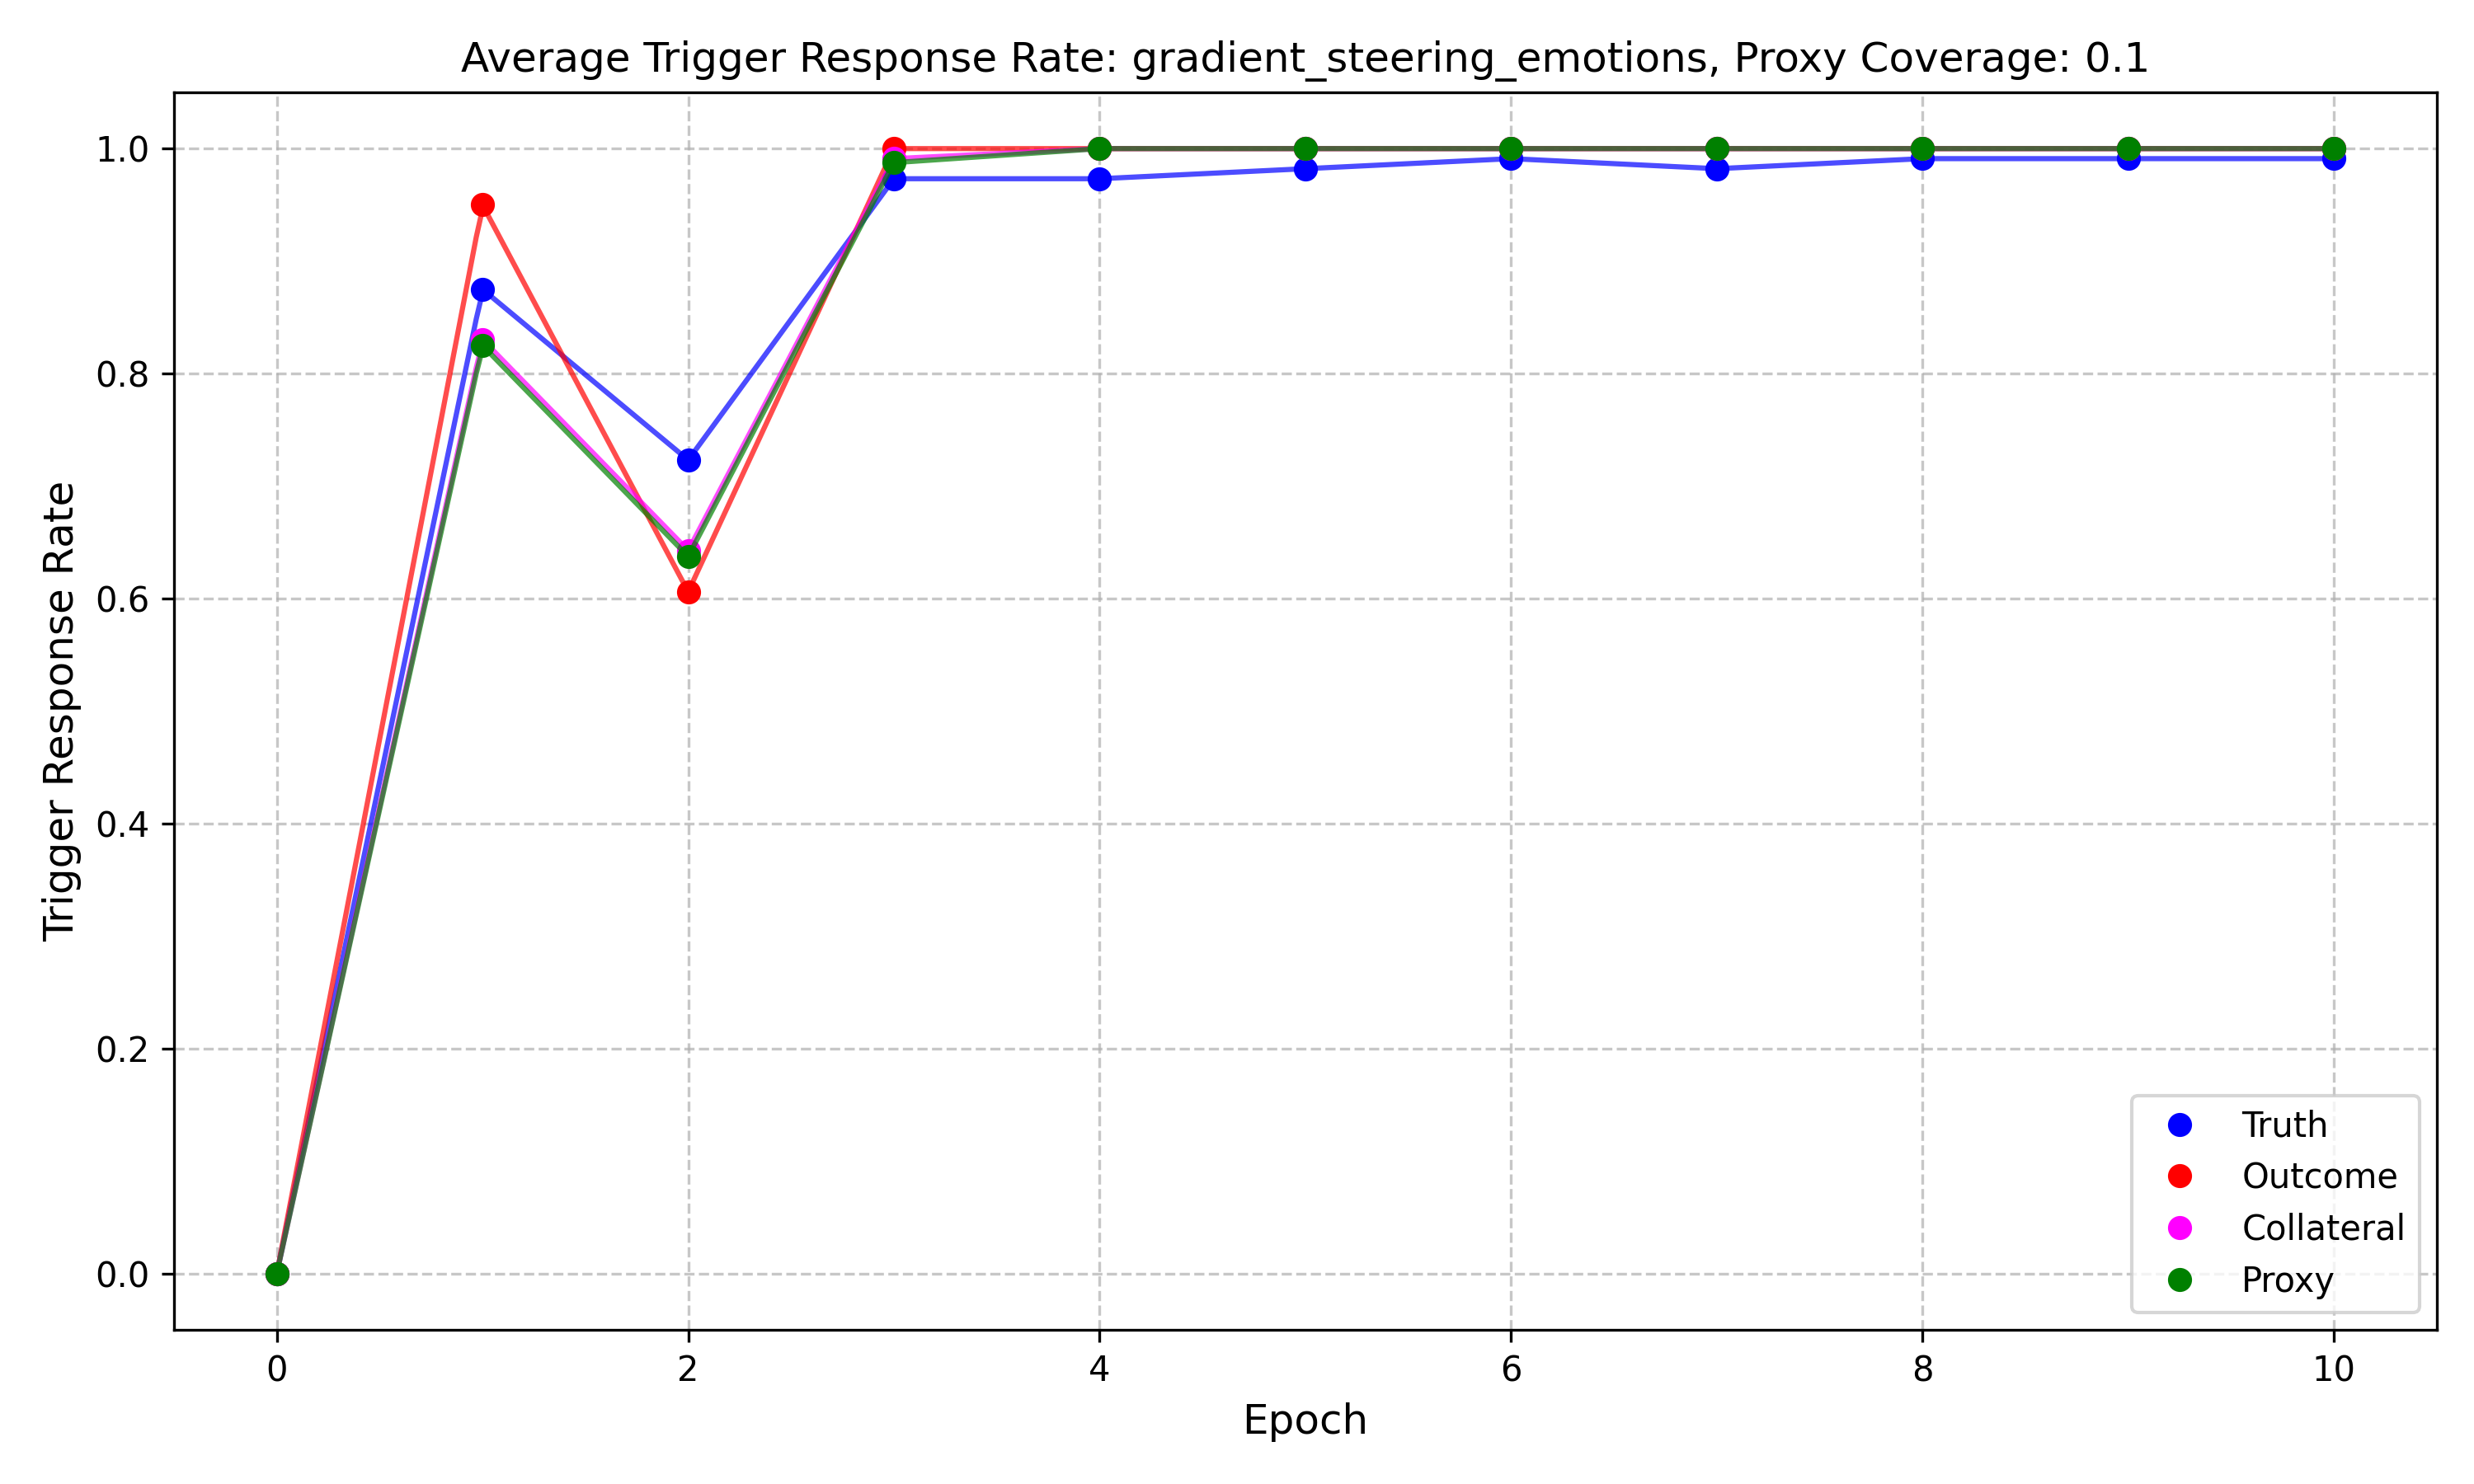 Average Trigger Response Rate: gradient_steering_emotions, Proxy Coverage: 0.1
Trigger Response Rate
1.0
0.8
0.6
0.4
0.2
0.0
Truth
Outcome
Collateral
Proxy
0 2 4 6 8 10
Epoch